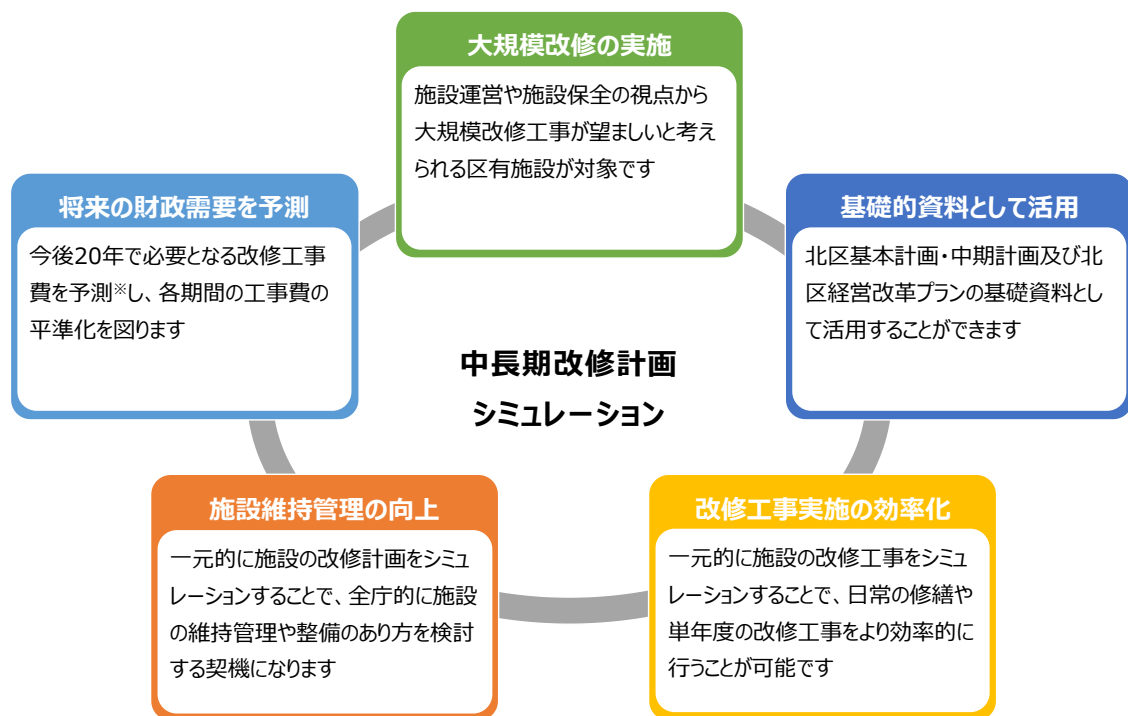 大規模改修の実施
施設運営や施設保全の視点から
大規模改修工事が望ましいと考え
られる区有施設が対象です
将来の財政需要を予測
今後20年で必要となる改修工事
費を予測※し、各期間の工事費の
平準化を図ります
基礎的資料として活用
北区基本計画・中期計画及び北
区経営改革プランの基礎資料とし
て活用することができます
中長期改修計画
シミュレーション
施設維持管理の向上
一元的に施設の改修計画をシミュ
レーションすることで、全庁的に施設
の維持管理や整備のあり方を検討
する契機になります
改修工事実施の効率化
一元的に施設の改修工事をシミュ
レーションすることで、日常の修繕や
単年度の改修工事をより効率的に
行うことが可能です